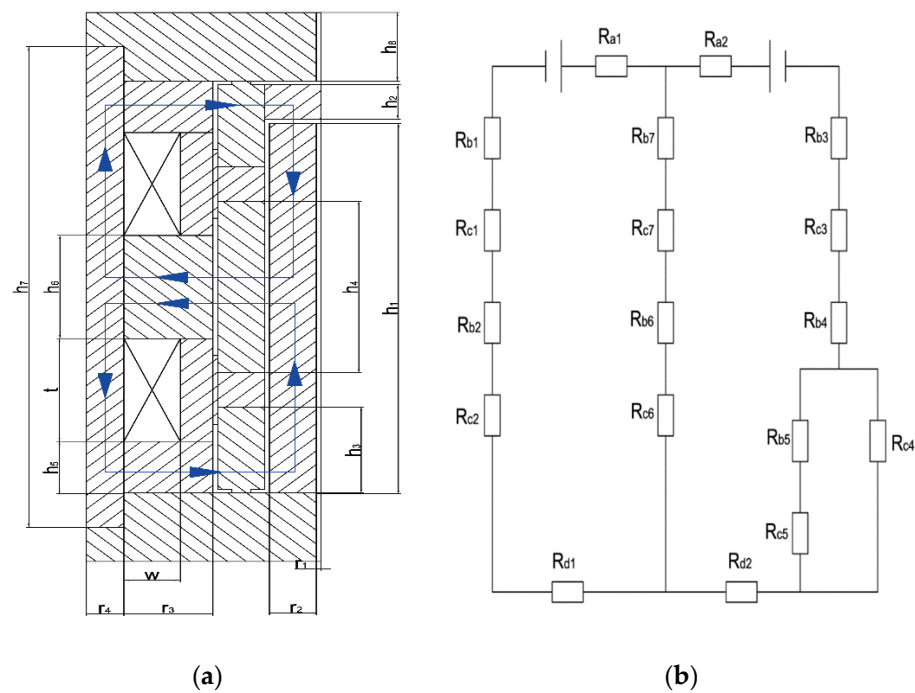 h₈
h₂
h₇
h₆
h₄
h₁
t
h₅
h₃
r₁
w
r₄
r₃
r₂
(a)
Ra1
Ra2
Rb1
Rb7
Rb3
Rc1
Rc7
Rc3
Rb2
Rb6
Rb4
Rc2
Rc6
Rb5
Rc4
Rc5
Rd1
Rd2
(b)